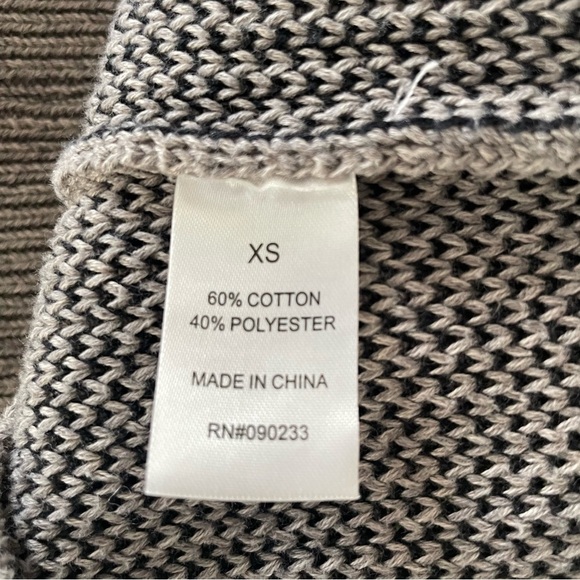 XS
60% COTTON
40% POLYESTER
MADE IN CHINA
RN#090233